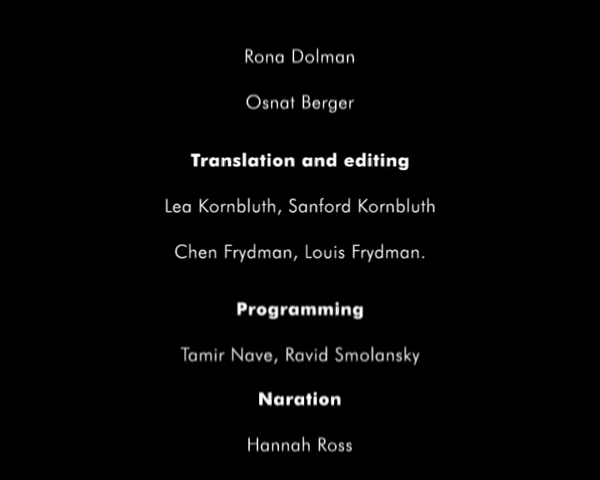 Rona Dolman
Osnat Berger
Translation and editing
Lea Kornbluth, Sanford Kornbluth
Chen Frydman, Louis Frydman.
Programming
Tamir Nave, Ravid Smolansky
Naration
Hannah Ross